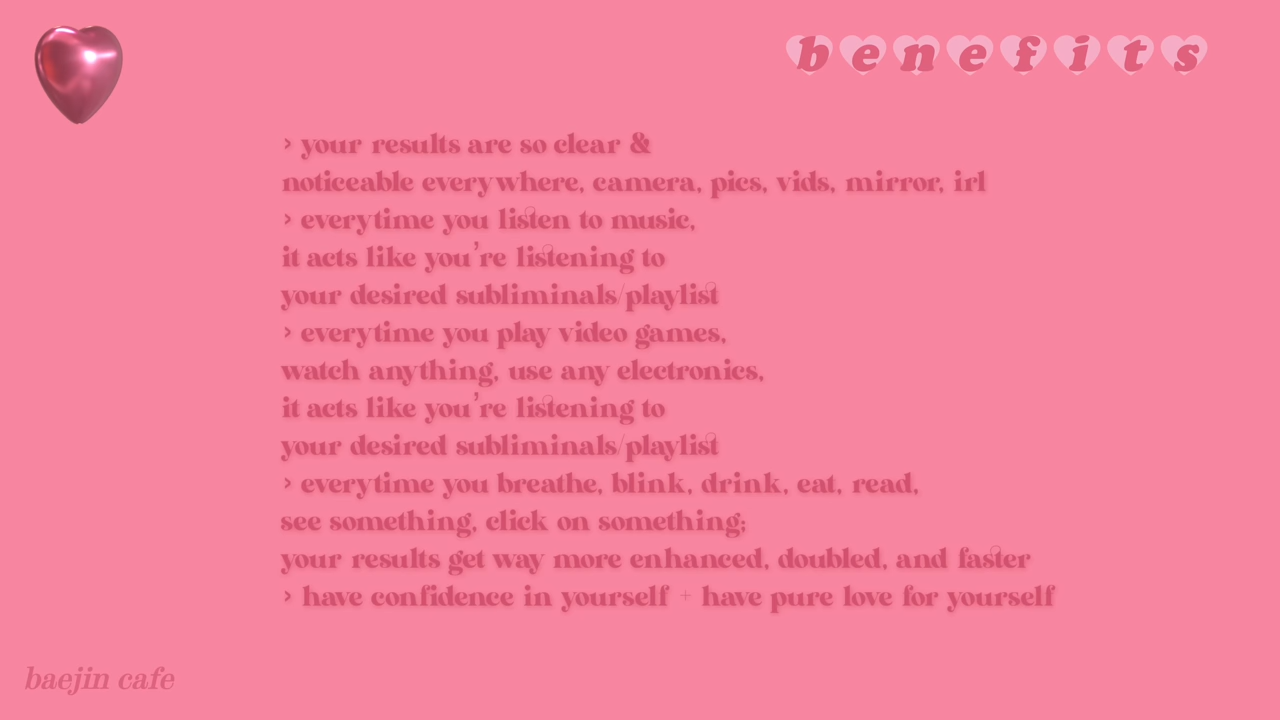 benefits
> your results are so clear &
noticeable everywhere, camera, pics, vids, mirror, irl
> everytime you listen to music,
it acts like you're listening to
your desired subliminals/playlist
> everytime you play video games,
watch anything, use any electronics,
it acts like you're listening to
your desired subliminals/playlist
> everytime you breathe, blink, drink, eat, read,
see something, click on something;
your results get way more enhanced, doubled, and faster
> have confidence in yourself + have pure love for yourself
baejin cafe